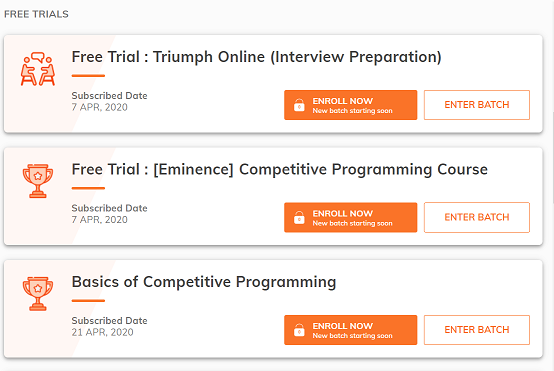 FREE TRIALS
Free Trial : Triumph Online (Interview Preparation)
Subscribed Date
7 APR, 2020
ENROLL NOW
New batch starting soon
ENTER BATCH
Free Trial : [Eminence] Competitive Programming Course
Subscribed Date
7 APR, 2020
ENROLL NOW
New batch starting soon
ENTER BATCH
Basics of Competitive Programming
Subscribed Date
21 APR, 2020
ENROLL NOW
New batch starting soon
ENTER BATCH